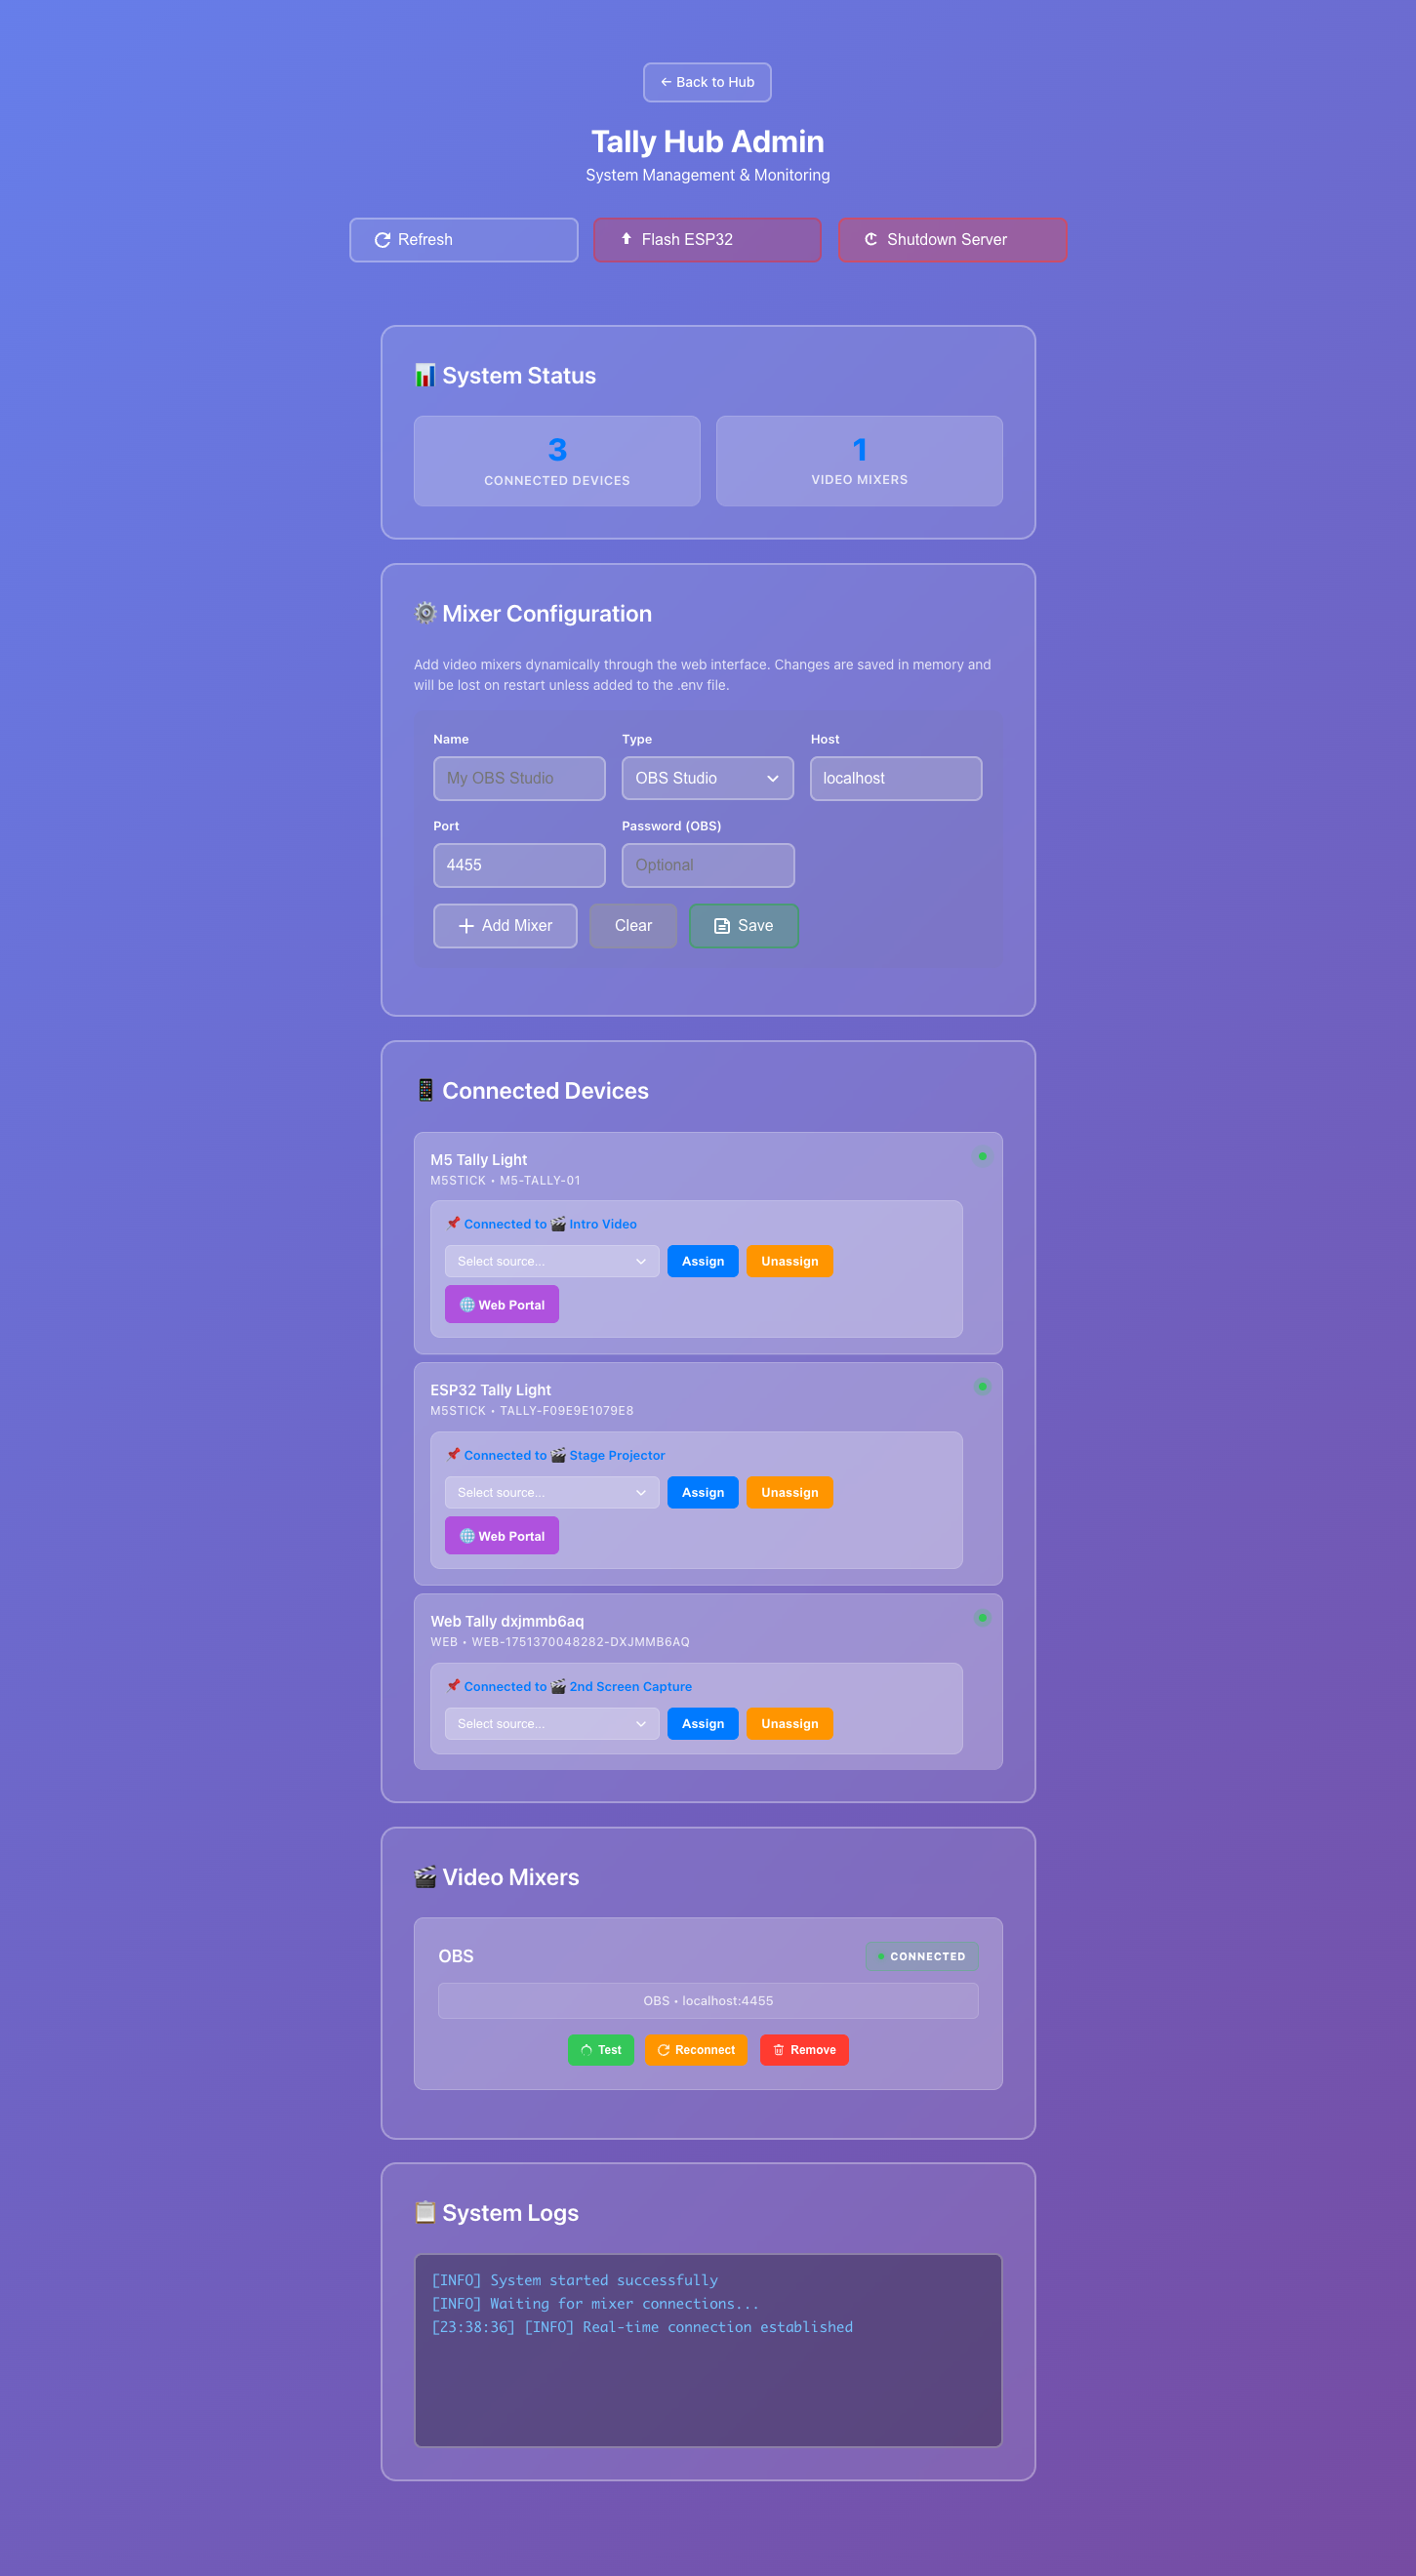 ← Back to Hub
Tally Hub Admin
System Management & Monitoring
Refresh
Flash ESP32
Shutdown Server
📊 System Status
3
CONNECTED DEVICES
1
VIDEO MIXERS
⚙️ Mixer Configuration
Add video mixers dynamically through the web interface. Changes are saved in memory and
will be lost on restart unless added to the .env file.
Name
Type
Host
My OBS Studio
OBS Studio
localhost
Port
Password (OBS)
4455
Optional
Add Mixer
Clear
Save
📱 Connected Devices
M5 Tally Light
M5STICK • M5-TALLY-01
📌 Connected to 🎬 Intro Video
Select source...
Assign
Unassign
🌐 Web Portal
ESP32 Tally Light
M5STICK • TALLY-F09E9E1079E8
📌 Connected to 🎬 Stage Projector
Select source...
Assign
Unassign
🌐 Web Portal
Web Tally dxjmmb6aq
WEB • WEB-1751370048282-DXJMMB6AQ
📌 Connected to 🎬 2nd Screen Capture
Select source...
Assign
Unassign
🎬 Video Mixers
OBS
CONNECTED
OBS • localhost:4455
Test
Reconnect
Remove
📋 System Logs
[INFO] System started successfully
[INFO] Waiting for mixer connections...
[23:38:36] [INFO] Real-time connection established